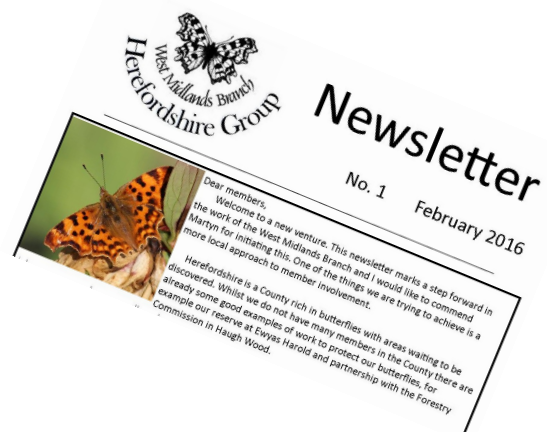 West Midlands Branch
Herefordshire Group
Newsletter
No. 1 February 2016
Dear members,
Welcome to a new venture. This newsletter marks a step forward in
the work of the West Midlands Branch and I would like to commend
Martyn for initiating this. One of the things we are trying to achieve is a
more local approach to member involvement.
Herefordshire is a County rich in butterflies with areas waiting to be
discovered. Whilst we do not have many members in the County there are
already some good examples of work to protect our butterflies, for
example our reserve at Ewyas Harold and partnership with the Forestry
Commission in Haugh Wood.